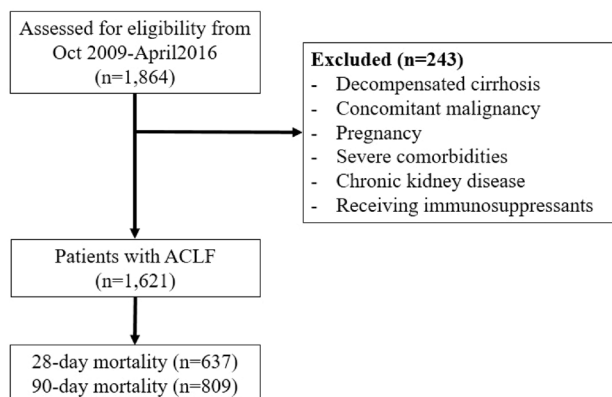 Assessed for eligibility from
Oct 2009-April2016
(n=1,864)
Excluded (n=243)
- Decompensated cirrhosis
- Concomitant malignancy
- Pregnancy
- Severe comorbidities
- Chronic kidney disease
- Receiving immunosuppressants
Patients with ACLF
(n=1,621)
28-day mortality (n=637)
90-day mortality (n=809)